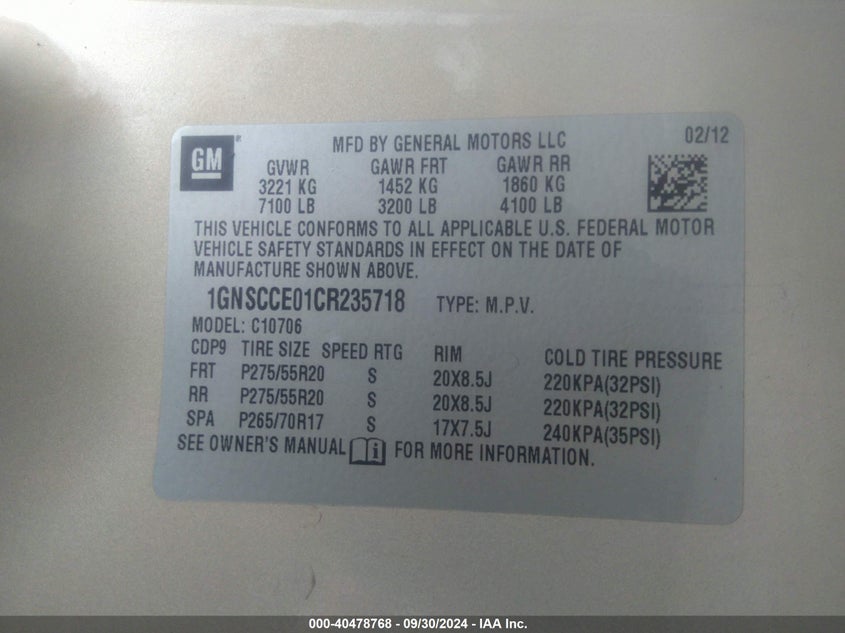 GM®
MFD BY GENERAL MOTORS LLC 02/12
GVWR GAWR FRT GAWR RR
3221 KG 1452 KG 1860 KG
7100 LB 3200 LB 4100 LB
THIS VEHICLE CONFORMS TO ALL APPLICABLE U.S. FEDERAL MOTOR
VEHICLE SAFETY STANDARDS IN EFFECT ON THE DATE OF
MANUFACTURE SHOWN ABOVE.
1GNSCCE01CR235718 TYPE: M.P.V.
MODEL: C10706
CDP9 TIRE SIZE SPEED RTG RIM COLD TIRE PRESSURE
FRT P275/55R20 S 20X8.5J 220KPA(32PSI)
RR P275/55R20 S 20X8.5J 220KPA(32PSI)
SPA P265/70R17 S 17X7.5J 240KPA(35PSI)
SEE OWNER'S MANUAL i FOR MORE INFORMATION.
000-40478768 - 09/30/2024 - IAA Inc.